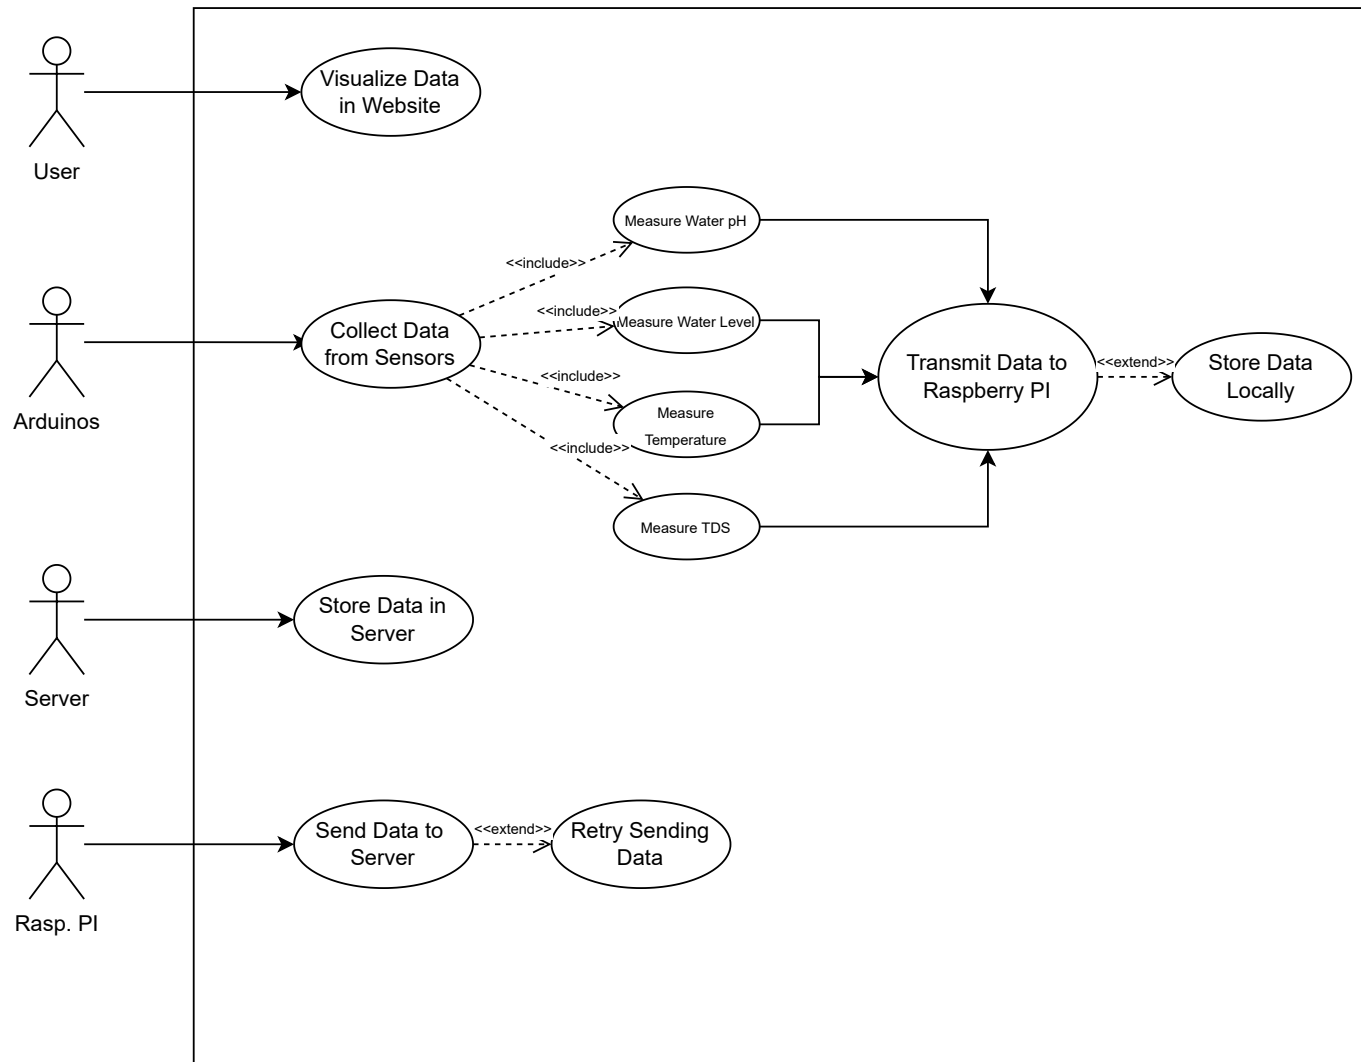 Visualize Data
in Website
User
Measure Water pH
<<include>>
<<include>>
Measure Water Level
Collect Data
from Sensors
Transmit Data to
Raspberry PI
<<extend>>
Store Data
Locally
<<include>>
Measure
Temperature
Arduinos
<<include>>
Measure TDS
Store Data in
Server
Server
Send Data to
Server
<<extend>>
Retry Sending
Data
Rasp. PI